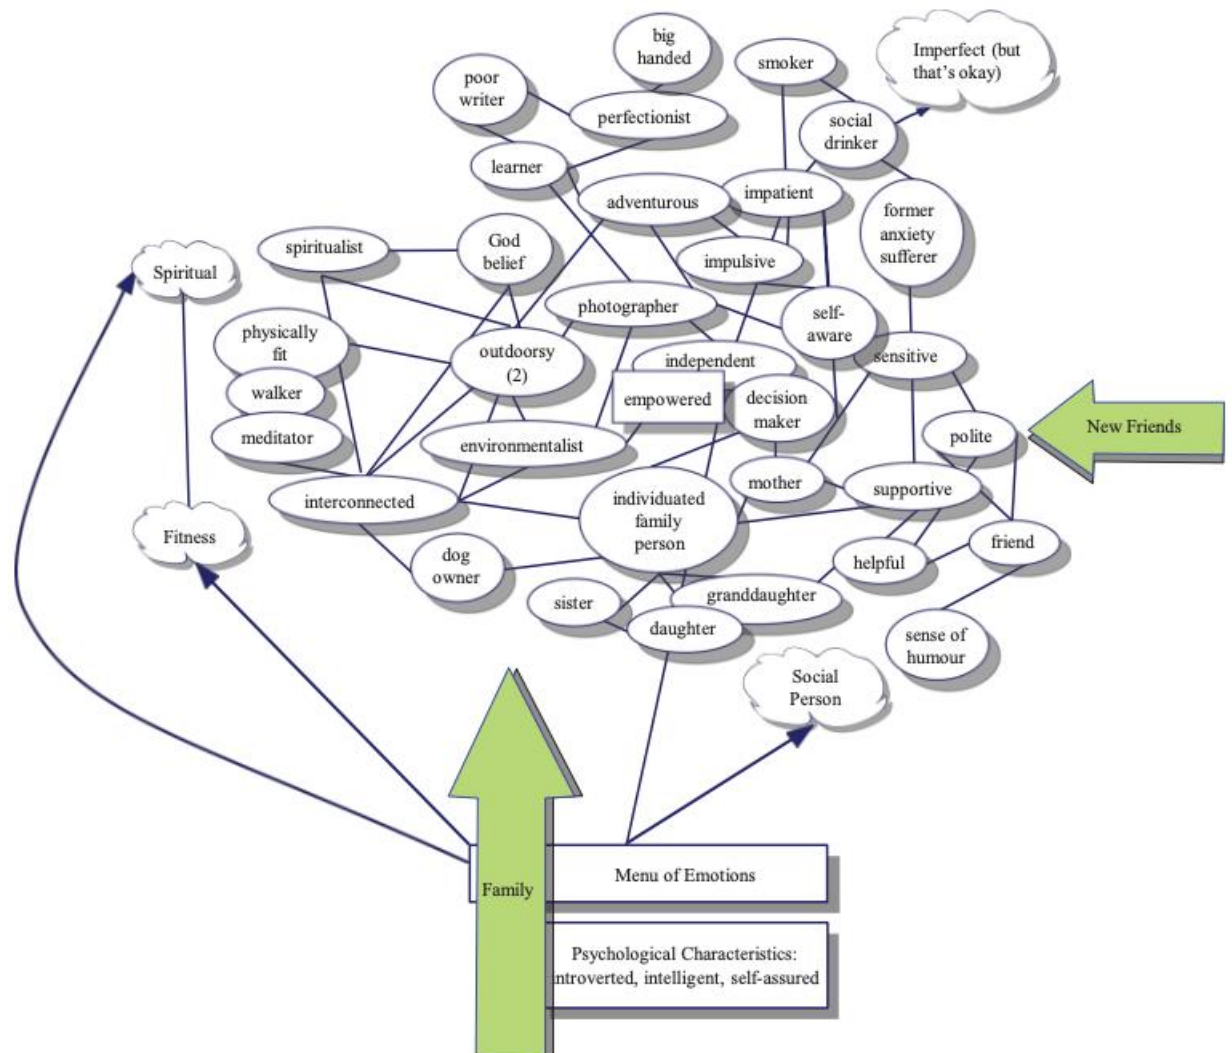 big
handed
smoker
Imperfect (but
that's okay)
poor
writer
perfectionist
social
drinker
learner
adventurous
impatient
former
anxiety
sufferer
spiritualist
God
belief
impulsive
Spiritual
photographer
self-
aware
physically
fit
outdoorsy
(2)
independent
sensitive
walker
empowered
decision
maker
meditator
environmentalist
polite
New Friends
interconnected
individuated
family
person
mother
supportive
Fitness
dog
owner
helpful
friend
sister
granddaughter
daughter
sense of
humour
Social
Person
Family
Menu of Emotions
Psychological Characteristics:
introverted, intelligent, self-assured